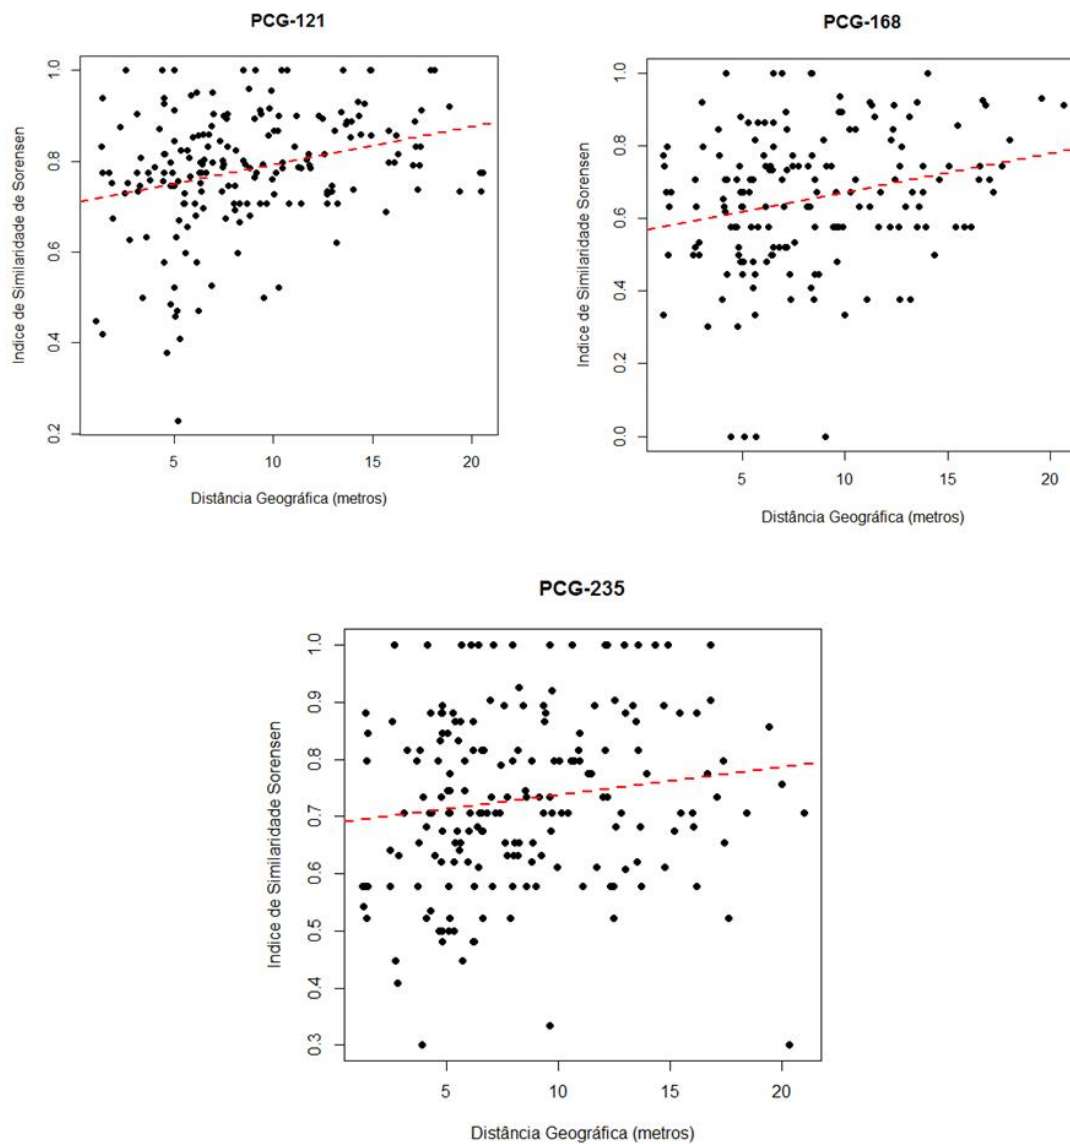 PCG-121
Indice de Similaridade de Sorensen
1.0
0.8
0.6
0.4
0.2
5 10 15 20
Distância Geográfica (metros)
PCG-168
Indice de Similaridade Sorensen
1.0
0.8
0.6
0.4
0.2
0.0
5 10 15 20
Distância Geográfica (metros)
PCG-235
Indice de Similaridade Sorensen
1.0
0.9
0.8
0.7
0.6
0.5
0.4
0.3
5 10 15 20
Distância Geográfica (metros)